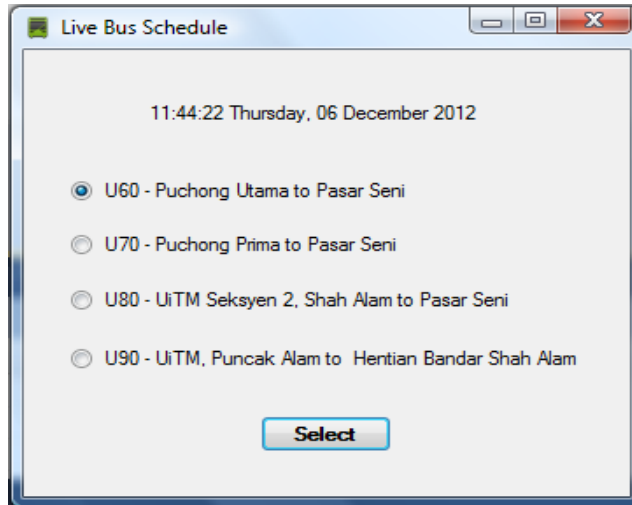 Live Bus Schedule
11:44:22 Thursday, 06 December 2012
U60 - Puchong Utama to Pasar Seni
U70 - Puchong Prima to Pasar Seni
U80 - UiTM Seksyen 2, Shah Alam to Pasar Seni
U90 - UiTM, Puncak Alam to  Hentian Bandar Shah Alam
Select